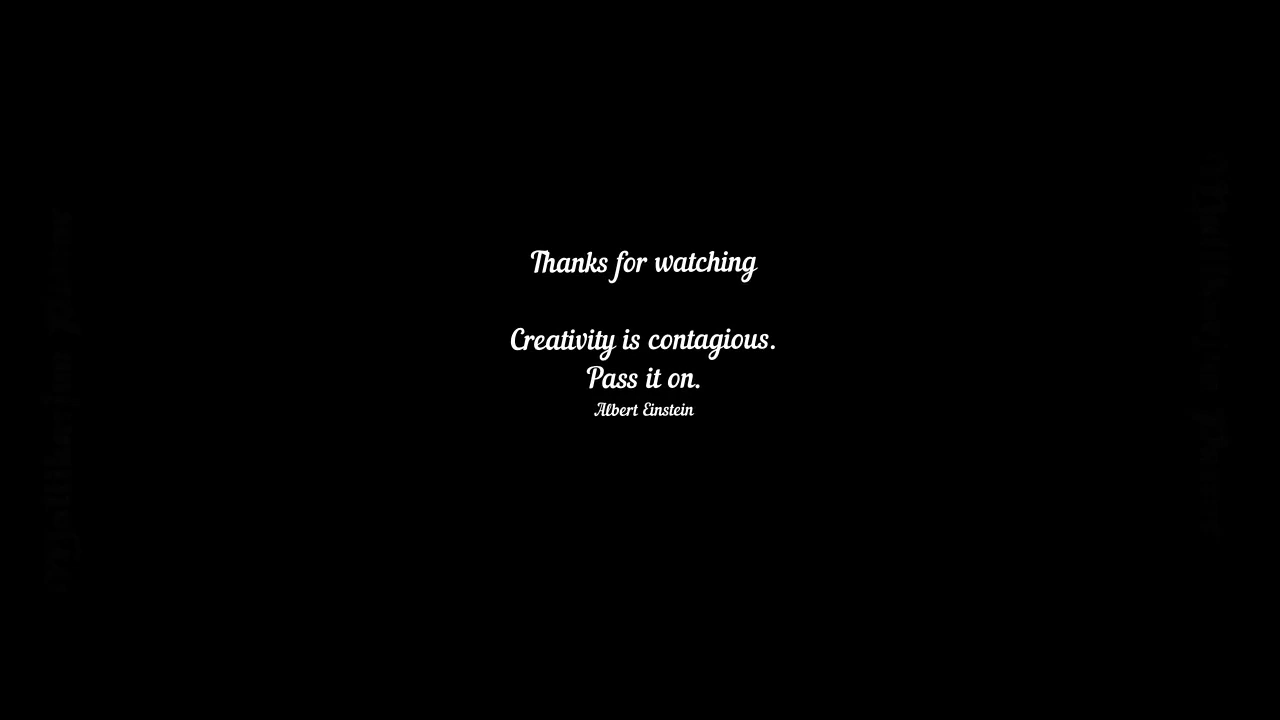 Thanks for watching
Creativity is contagious.
Pass it on.
Albert Einstein